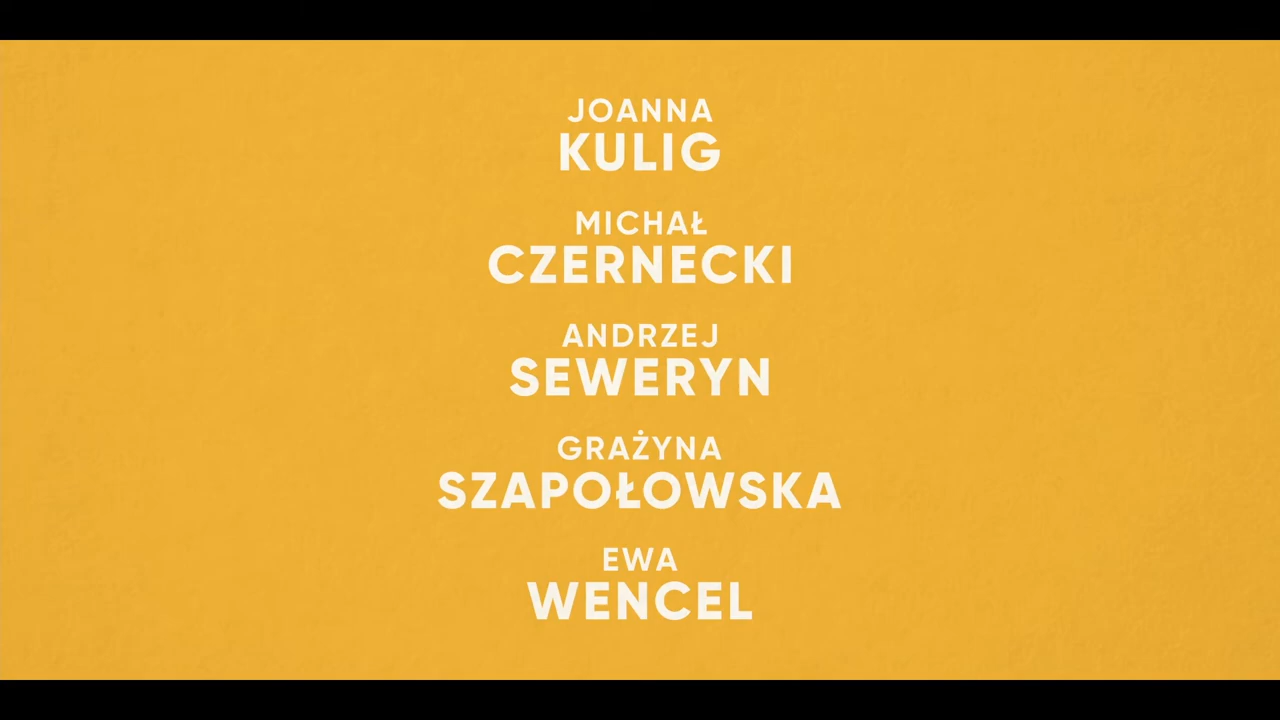 JOANNA
KULIG
MICHAŁ
CZERNECKI
ANDRZEJ
SEWERYN
GRAŻYNA
SZAPOŁOWSKA
EWA
WENCEL